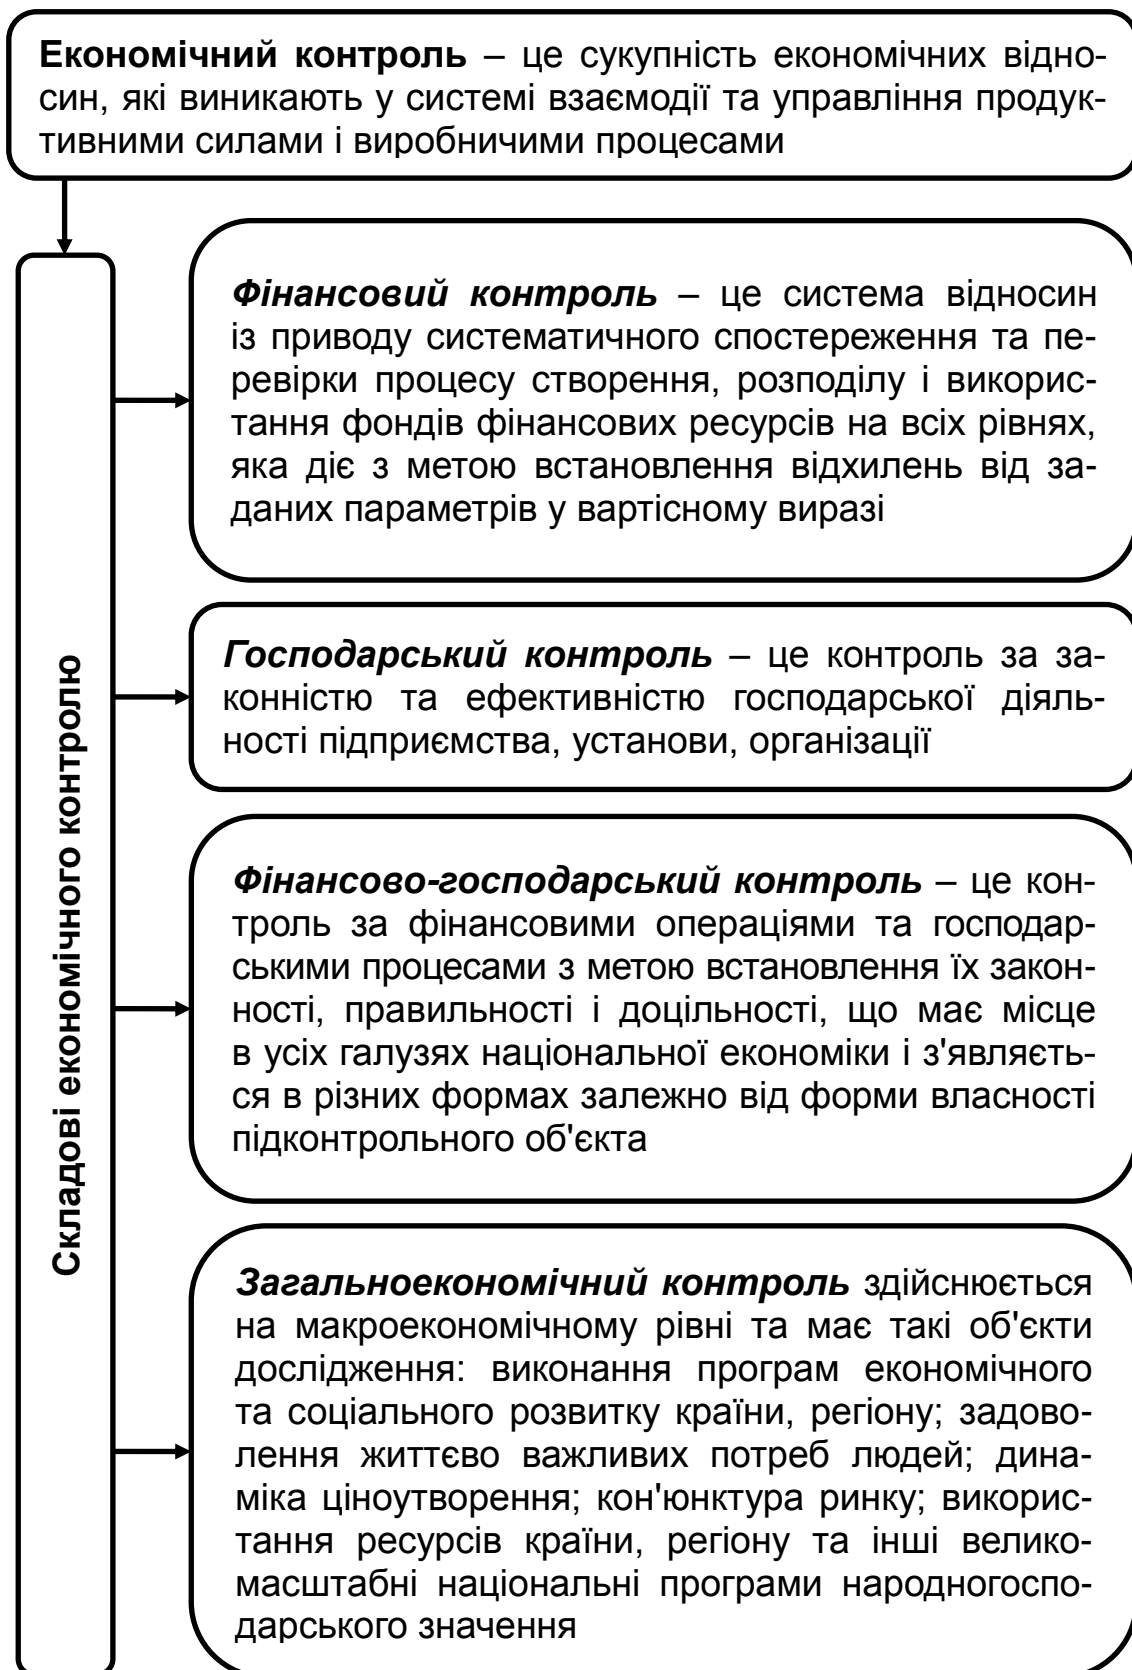 Економічний контроль – це сукупність економічних відно-
син, які виникають у системі взаємодії та управління продук-
тивними силами і виробничими процесами
Складові економічного контролю
Фінансовий контроль – це система відносин
із приводу систематичного спостереження та пе-
ревірки процесу створення, розподілу і викорис-
тання фондів фінансових ресурсів на всіх рівнях,
яка діє з метою встановлення відхилень від за-
даних параметрів у вартісному виразі
Господарський контроль – це контроль за за-
конністю та ефективністю господарської діяль-
ності підприємства, установи, організації
Фінансово-господарський контроль – це кон-
троль за фінансовими операціями та господар-
ськими процесами з метою встановлення їх закон-
ності, правильності і доцільності, що має місце
в усіх галузях національної економіки і з'являєть-
ся в різних формах залежно від форми власності
підконтрольного об'єкта
Загальноекономічний контроль здійснюється
на макроекономічному рівні та має такі об'єкти
дослідження: виконання програм економічного
та соціального розвитку країни, регіону; задово-
лення життєво важливих потреб людей; дина-
міка ціноутворення; кон'юнктура ринку; викорис-
тання ресурсів країни, регіону та інші велико-
масштабні національні програми народногоспо-
дарського значення